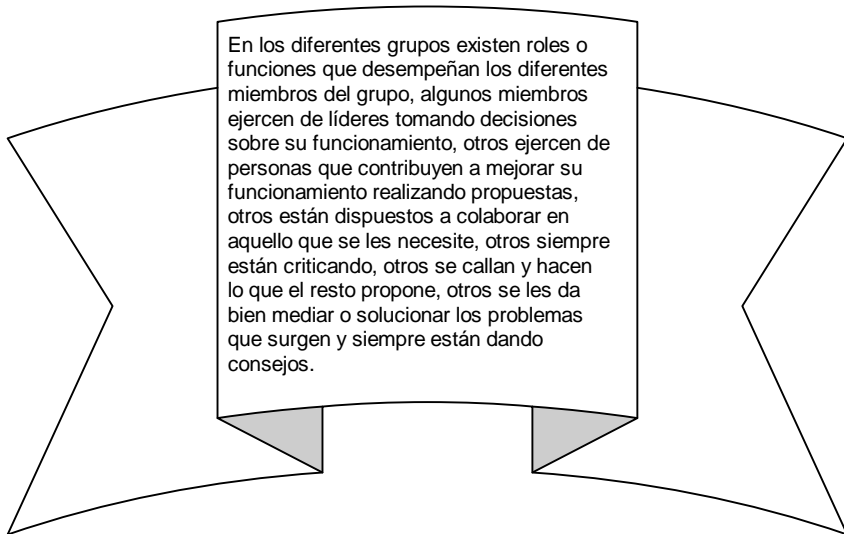 En los diferentes grupos existen roles o
funciones que desempeñan los diferentes
miembros del grupo, algunos miembros
ejercen de líderes tomando decisiones
sobre su funcionamiento, otros ejercen de
personas que contribuyen a mejorar su
funcionamiento realizando propuestas,
otros están dispuestos a colaborar en
aquello que se les necesite, otros siempre
están criticando, otros se callan y hacen
lo que el resto propone, otros se les da
bien mediar o solucionar los problemas
que surgen y siempre están dando
consejos.